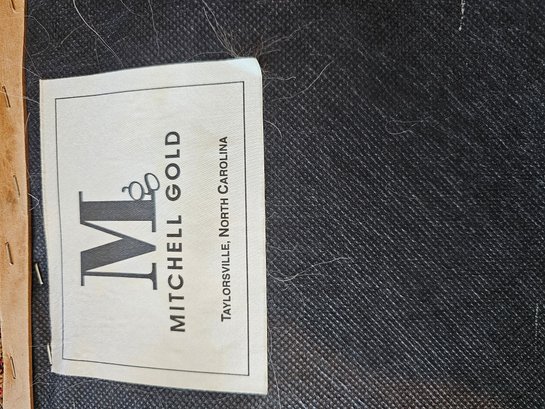 M
MITCHELL GOLD
TAYLORSVILLE, NORTH CAROLINA